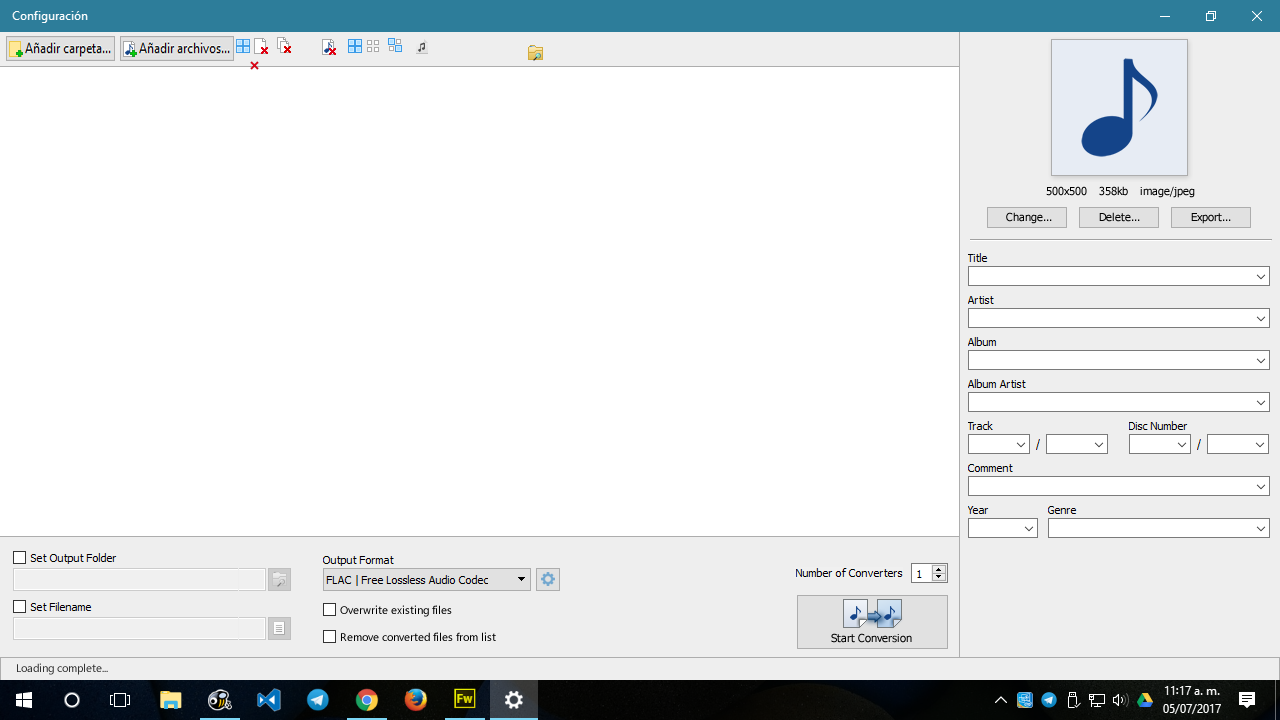 Configuración
Añadir carpeta...
Añadir archivos...
500x500 358kb image/jpeg
Change... Delete... Export...
Title
Artist
Album
Album Artist
Track Disc Number
/ /
Comment
Year Genre
Set Output Folder
Set Filename
Output Format
FLAC | Free Lossless Audio Codec
Overwrite existing files
Remove converted files from list
Number of Converters 1
Start Conversion
Loading complete...
Fw
11:17 a. m.
05/07/2017